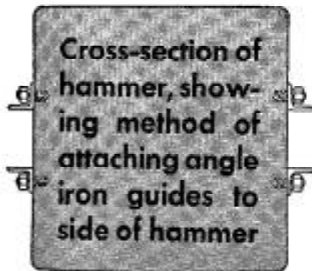 Cross-section of
hammer, show-
ing method of
attaching angle
iron guides to
side of hammer